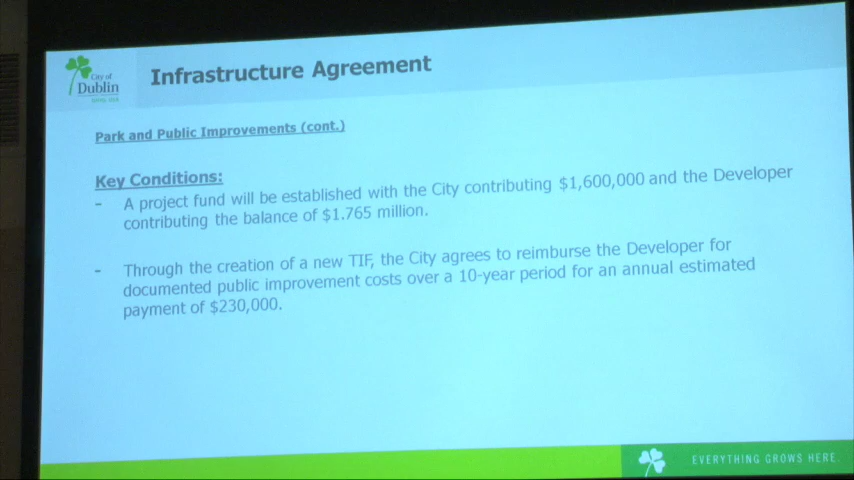 City of
Dublin
Infrastructure Agreement
Park and Public Improvements (cont.)
Key Conditions:
- A project fund will be established with the City contributing $1,600,000 and the Developer
contributing the balance of $1.765 million.
- Through the creation of a new TIF, the City agrees to reimburse the Developer for
documented public improvement costs over a 10-year period for an annual estimated
payment of $230,000.
EVERYTHING GROWS HERE.